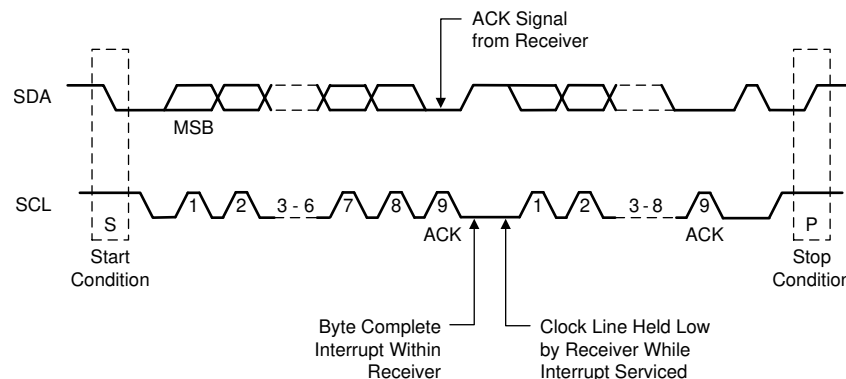 ACK Signal
from Receiver
SDA
MSB
SCL
1 2 3 - 6 7 8 9 1 2 3 - 8 9
S
ACK
ACK
P
Start
Condition
Stop
Condition
Byte Complete
Interrupt Within
Receiver
Clock Line Held Low
by Receiver While
Interrupt Serviced